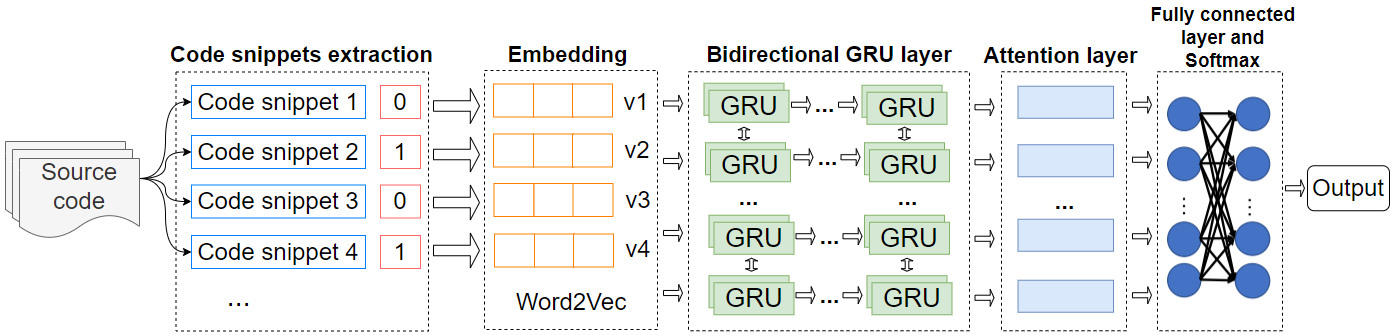 Source
code
Code snippets extraction
Code snippet 1 0
Code snippet 2 1
Code snippet 3 0
Code snippet 4 1
...
Embedding
v1
v2
v3
v4
Word2Vec
Bidirectional GRU layer
GRU ... GRU
GRU ... GRU
... ...
GRU ... GRU
GRU ... GRU
Attention layer
...
Fully connected
layer and
Softmax
... ...
Output